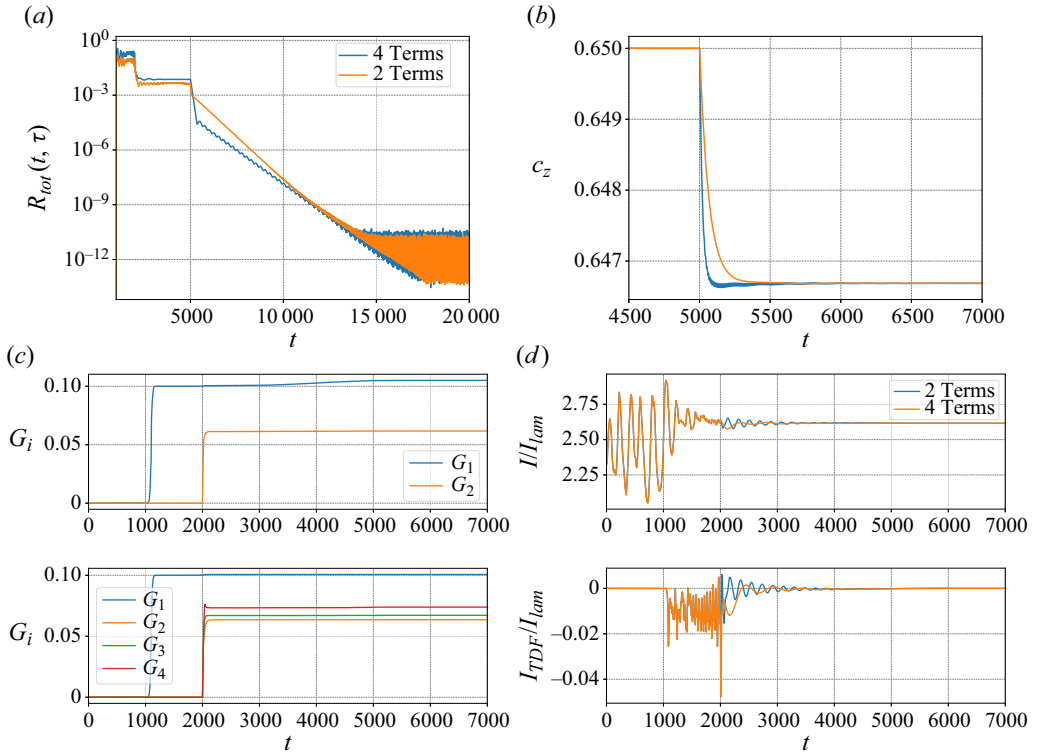 (a)
10^0
10^−3
10^−6
10^−9
10^−12
R_tot (t, τ)
4 Terms
2 Terms
5000
10 000
15 000
20 000
t
(b)
0.650
0.649
0.648
0.647
c_z
4500
5000
5500
6000
6500
7000
t
(c)
0.10
0.05
0
G_i
G_1
G_2
0
1000
2000
3000
4000
5000
6000
7000
0.10
0.05
0
G_i
G_1
G_2
G_3
G_4
0
1000
2000
3000
4000
5000
6000
7000
t
(d)
2.75
2.50
2.25
I/I_lam
2 Terms
4 Terms
0
1000
2000
3000
4000
5000
6000
7000
0
−0.02
−0.04
I_TDF/I_lam
0
1000
2000
3000
4000
5000
6000
7000
t